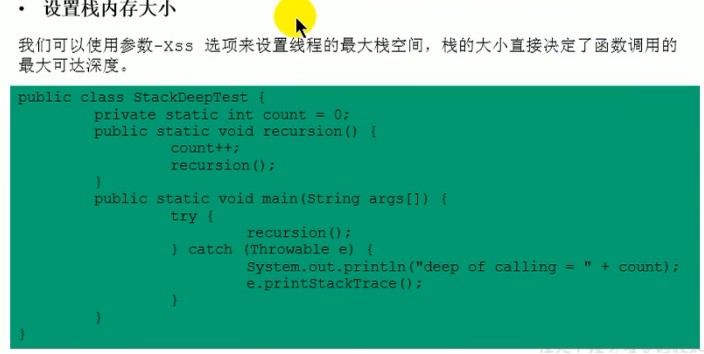 • 设置栈内存大小
我们可以使用参数-Xss 选项来设置线程的最大栈空间，栈的大小直接决定了函数调用的
最大可达深度。
public class StackDeepTest {
private static int count = 0;
public static void recursion() {
count++;
recursion();
}
public static void main(String args[]) {
try {
recursion();
} catch (Throwable e) {
System.out.println("deep of calling = " + count);
e.printStackTrace();
}
}
}